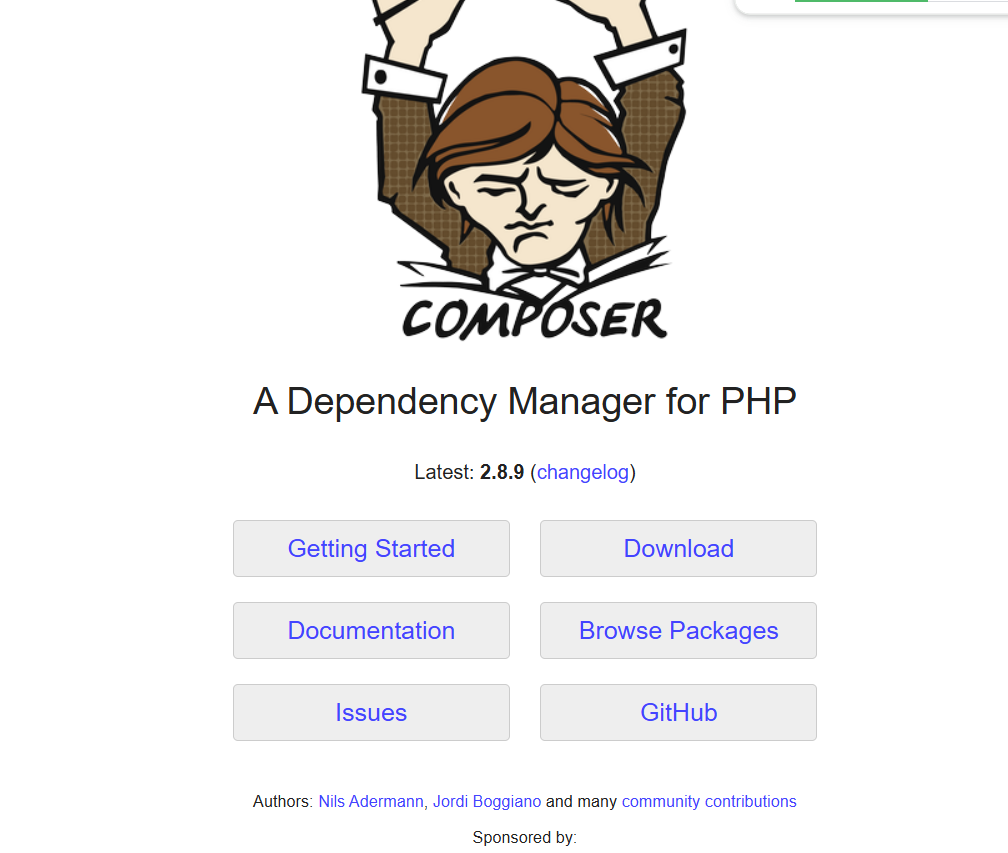 COMPOSER
A Dependency Manager for PHP
Latest: 2.8.9 (changelog)
Getting Started
Download
Documentation
Browse Packages
Issues
GitHub
Authors: Nils Adermann, Jordi Boggiano and many community contributions
Sponsored by: